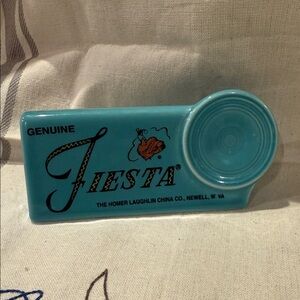 GENUINE
FIESTA®
THE HOMER LAUGHLIN CHINA CO., NEWELL, W. VA